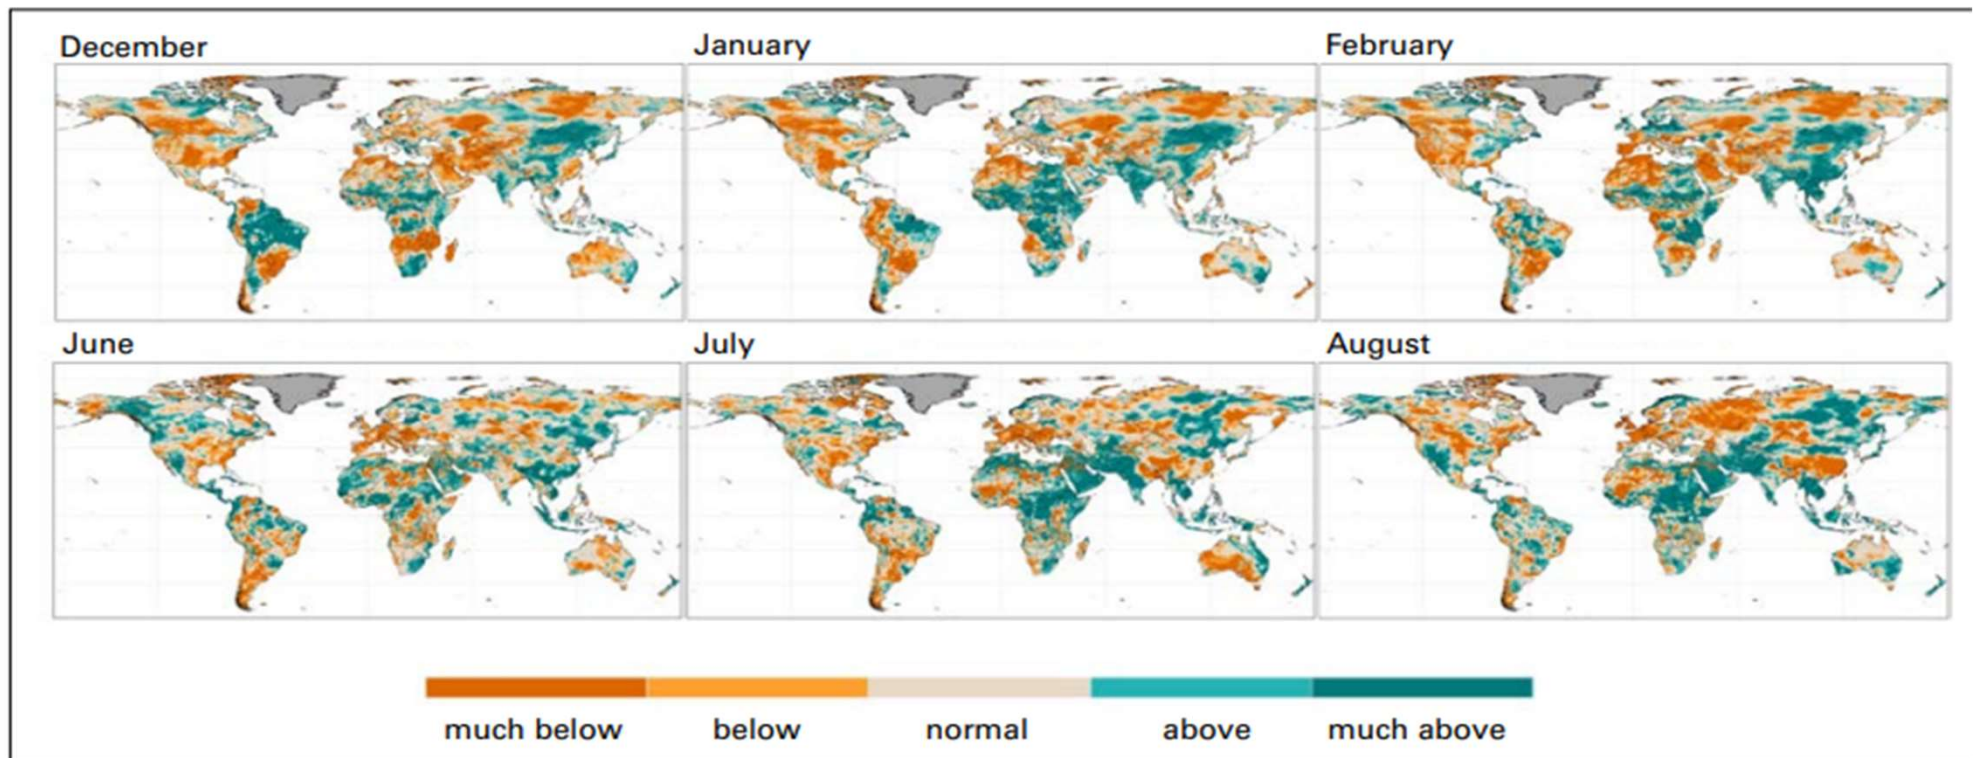 December
January
February
June
July
August
much below
below
normal
above
much above